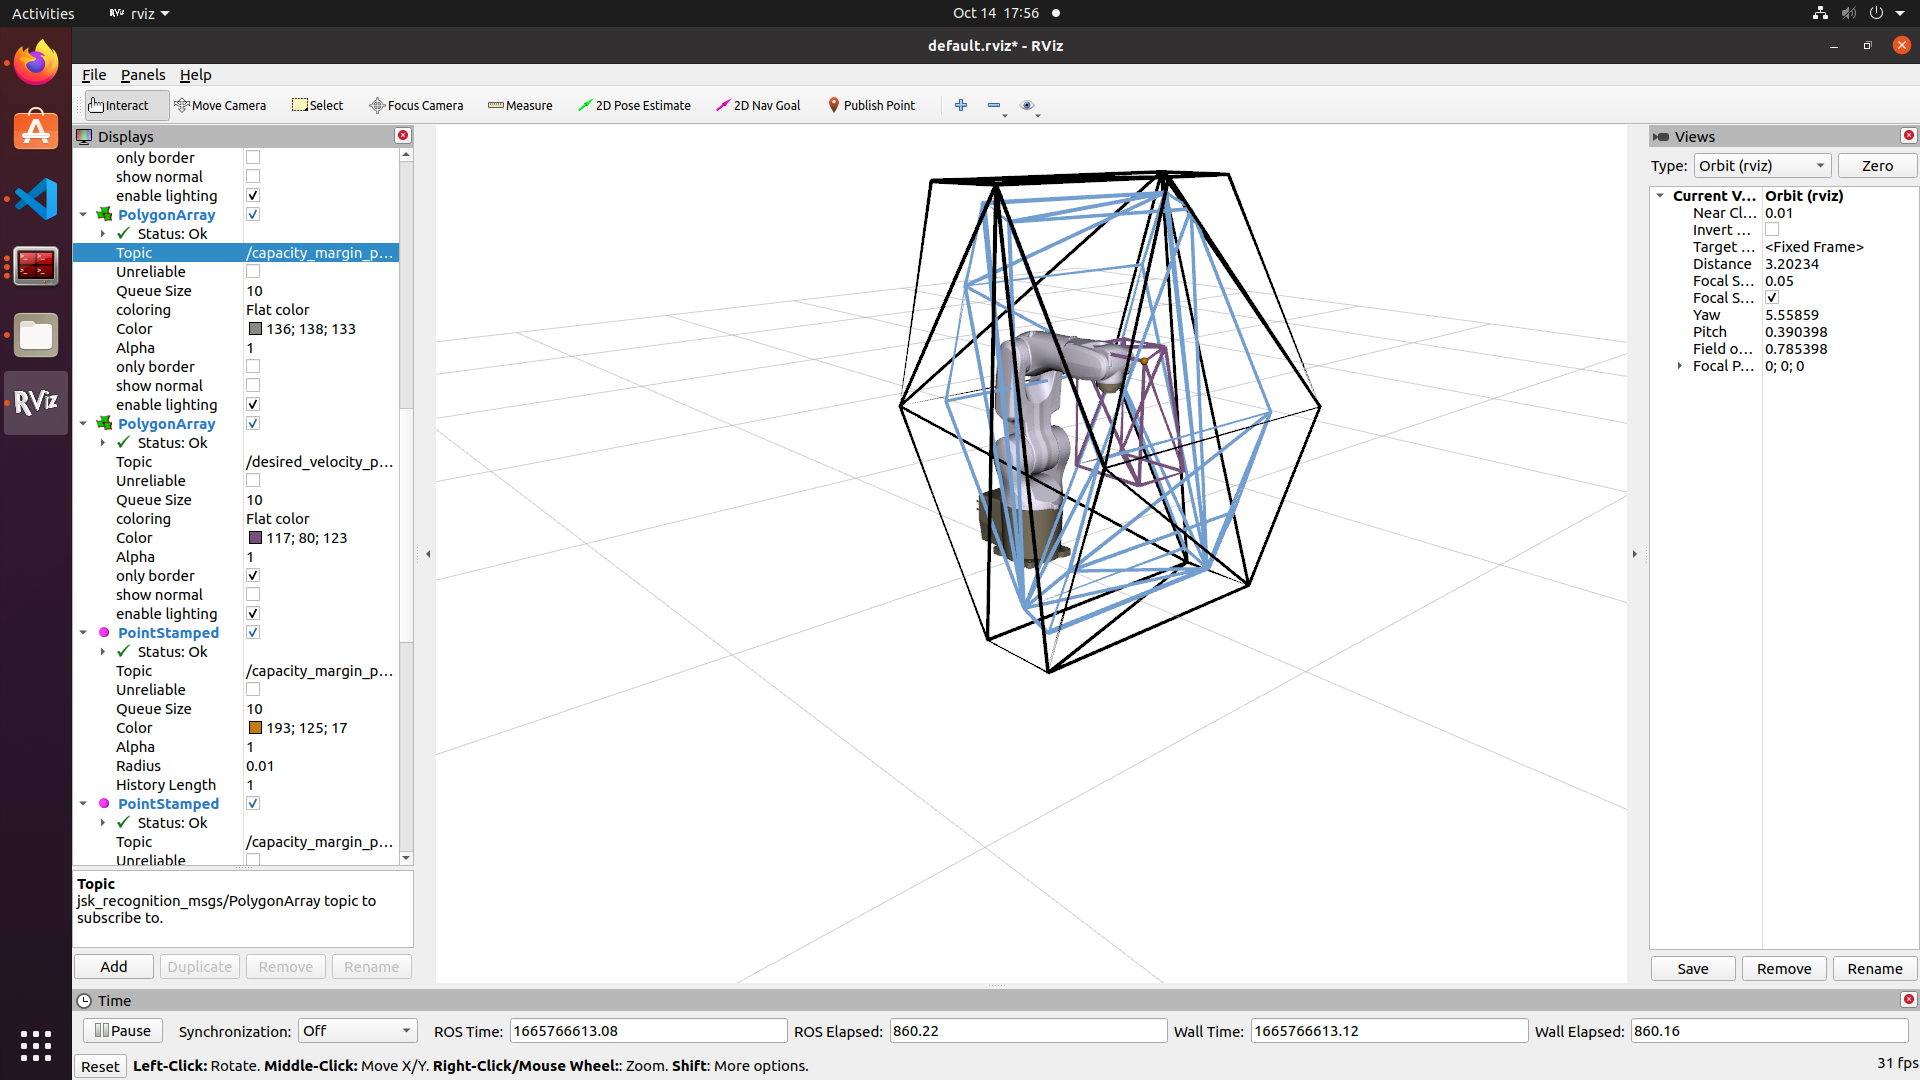 Activities
RViz rviz
Oct 14 17:56
default.rviz* - RViz
File Panels Help
Interact Move Camera Select Focus Camera Measure 2D Pose Estimate 2D Nav Goal Publish Point
Displays
only border
show normal
enable lighting
PolygonArray
Status: Ok
Topic /capacity_margin_p...
Unreliable
Queue Size 10
coloring Flat color
Color 136; 138; 133
Alpha 1
only border
show normal
enable lighting
PolygonArray
Status: Ok
Topic /desired_velocity_p...
Unreliable
Queue Size 10
coloring Flat color
Color 117; 80; 123
Alpha 1
only border
show normal
enable lighting
PointStamped
Status: Ok
Topic /capacity_margin_p...
Unreliable
Queue Size 10
Color 193; 125; 17
Alpha 1
Radius 0.01
History Length 1
PointStamped
Status: Ok
Topic /capacity_margin_p...
Unreliable
Topic
jsk_recognition_msgs/PolygonArray topic to
subscribe to.
Add Duplicate Remove Rename
Views
Type: Orbit (rviz) Zero
Current V... Orbit (rviz)
Near Cl... 0.01
Invert ...
Target ... <Fixed Frame>
Distance 3.20234
Focal S... 0.05
Focal S...
Yaw 5.55859
Pitch 0.390398
Field o... 0.785398
Focal P... 0; 0; 0
Save Remove Rename
Time
Pause Synchronization: Off ROS Time: 1665766613.08 ROS Elapsed: 860.22 Wall Time: 1665766613.12 Wall Elapsed: 860.16
Reset Left-Click: Rotate. Middle-Click: Move X/Y. Right-Click/Mouse Wheel:: Zoom. Shift: More options. 31 fps
RViz